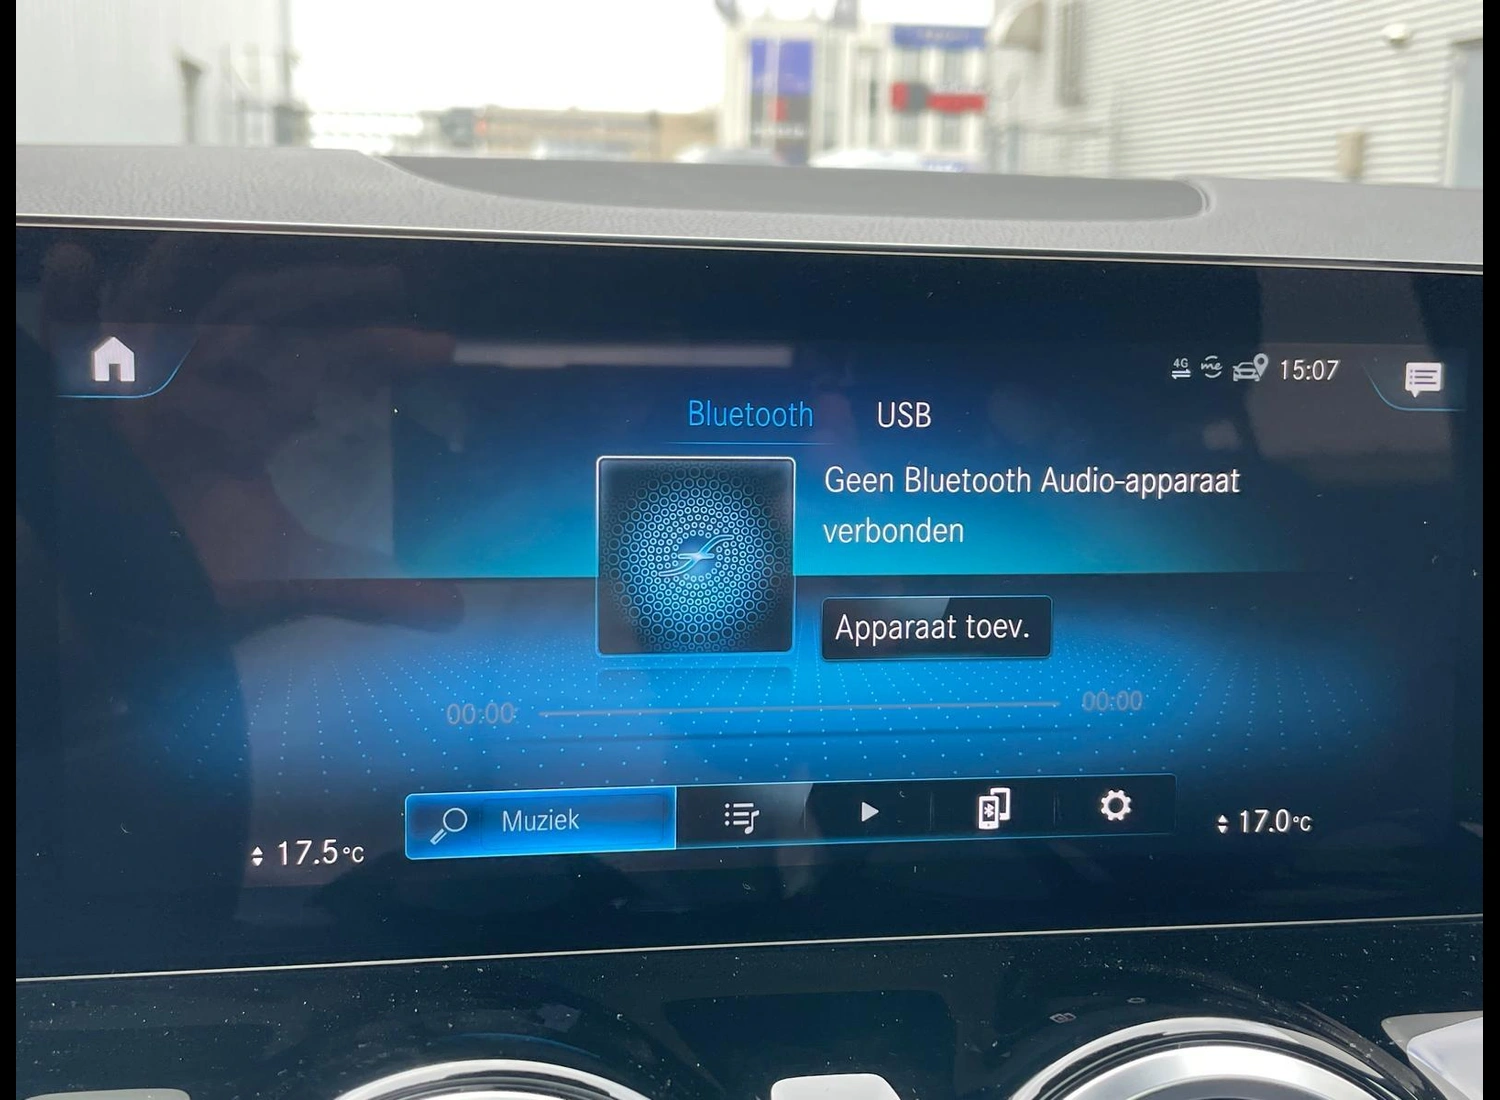 4G me 15:07
Bluetooth USB
Geen Bluetooth Audio-apparaat
verbonden
Apparaat toev.
00:00 00:00
Muziek
17.5°C 17.0°C